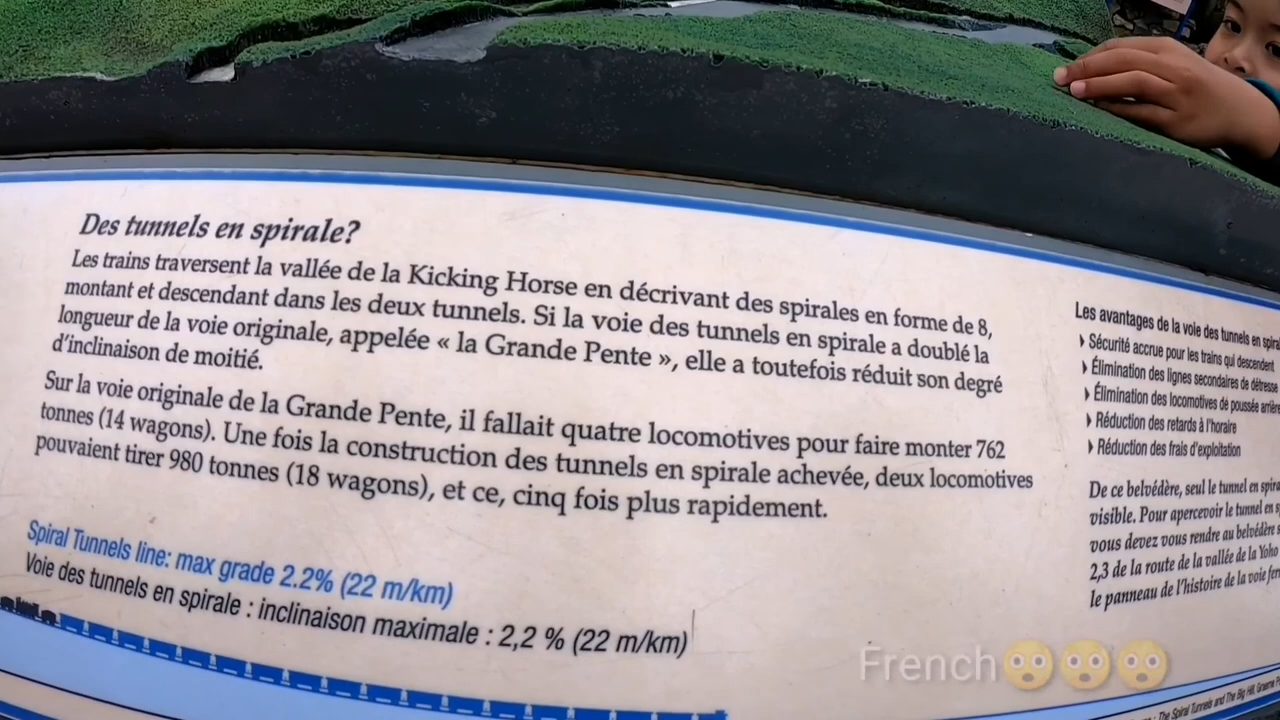 Des tunnels en spirale?
Les trains traversent la vallée de la Kicking Horse en décrivant des spirales en forme de 8,
montant et descendant dans les deux tunnels. Si la voie des tunnels en spirale a doublé la
longueur de la voie originale, appelée « la Grande Pente », elle a toutefois réduit son degré
d'inclinaison de moitié.
Sur la voie originale de la Grande Pente, il fallait quatre locomotives pour faire monter 762
tonnes (14 wagons). Une fois la construction des tunnels en spirale achevée, deux locomotives
pouvaient tirer 980 tonnes (18 wagons), et ce, cinq fois plus rapidement.
Spiral Tunnels line: max grade 2.2% (22 m/km)
Voie des tunnels en spirale : inclinaison maximale : 2,2 % (22 m/km)
Les avantages de la voie des tunnels en
Sécurité accrue pour les trains qui descendent
Élimination des lignes secondaires de détresse
Élimination des locomotives de poussée
Réduction des retards à l'horaire
Réduction des frais d'exploitation
De ce belvédère, seul le tunnel en
visible. Pour apercevoir le tunnel en
vous devez vous rendre au belvédère
2,3 de la route de la vallée de la Yoho
le panneau de l'histoire de la voie
The Spiral Tunnels and The Big Hill, Graeme
French😳😳😳